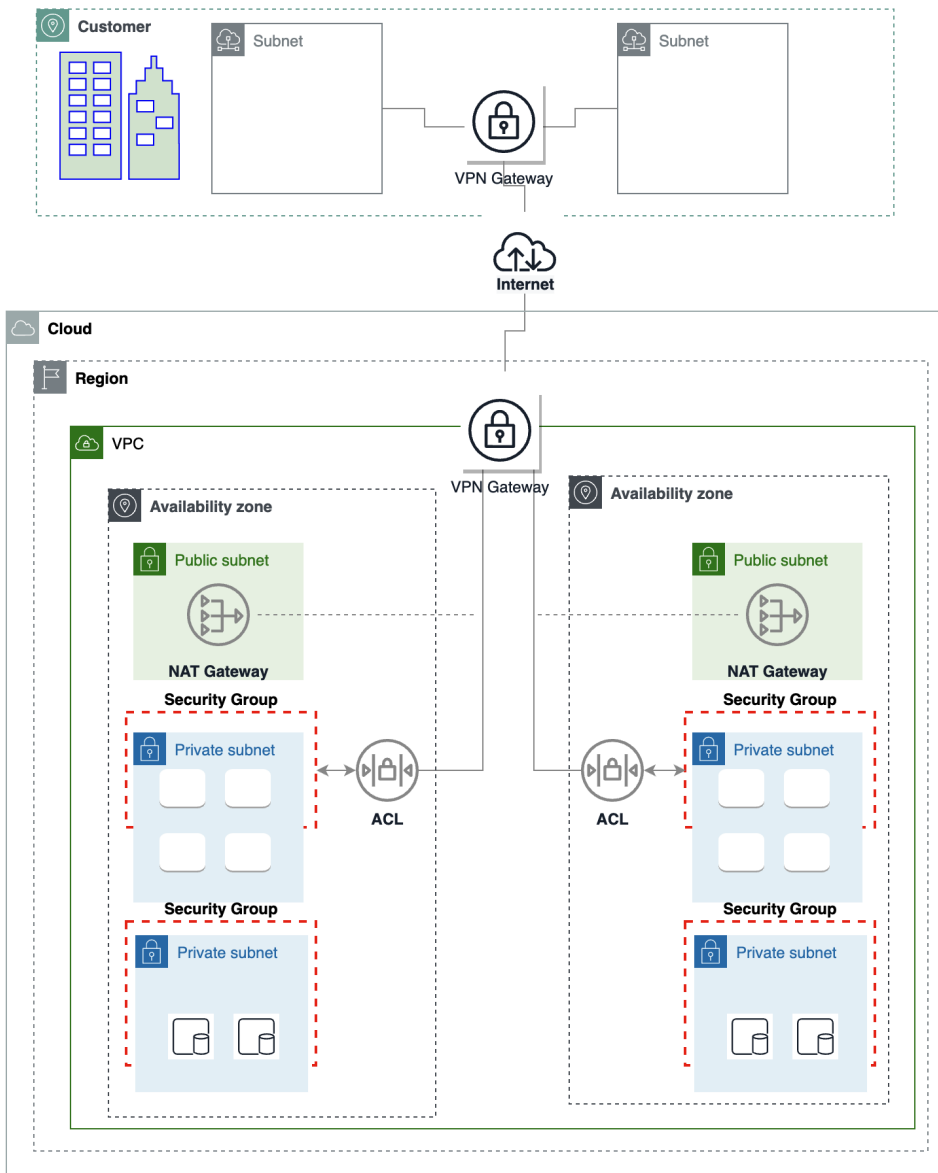 Customer
Subnet
Subnet
VPN Gateway
Internet
Cloud
Region
VPC
VPN Gateway
Availability zone
Availability zone
Public subnet
Public subnet
NAT Gateway
NAT Gateway
Security Group
Security Group
Private subnet
Private subnet
ACL
ACL
Security Group
Security Group
Private subnet
Private subnet